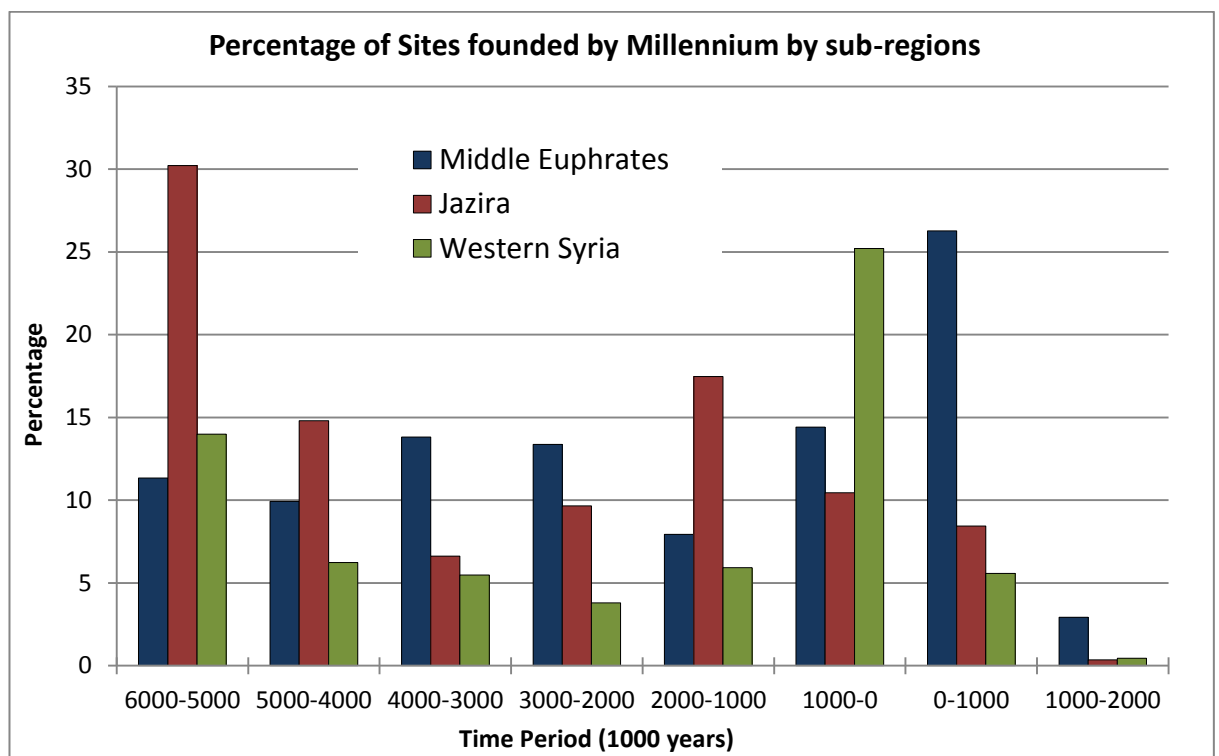 Percentage of Sites founded by Millennium by sub-regions
35
30
25
20
15
10
5
0
Percentage
Middle Euphrates
Jazira
Western Syria
6000-5000 5000-4000 4000-3000 3000-2000 2000-1000 1000-0 0-1000 1000-2000
Time Period (1000 years)